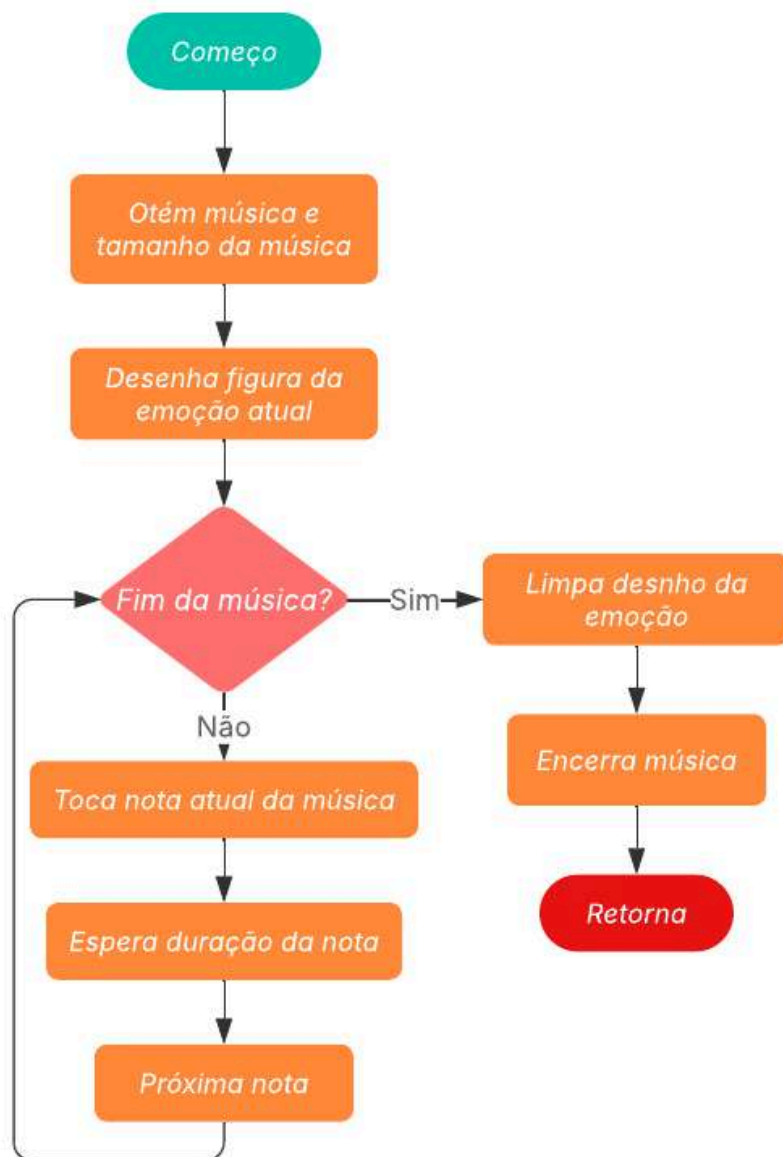 Começo
Otém música e
tamanho da música
Desenha figura da
emoção atual
Fim da música?
Sim
Limpa desnho da
emoção
Não
Encerra música
Toca nota atual da música
Retorna
Espera duração da nota
Próxima nota